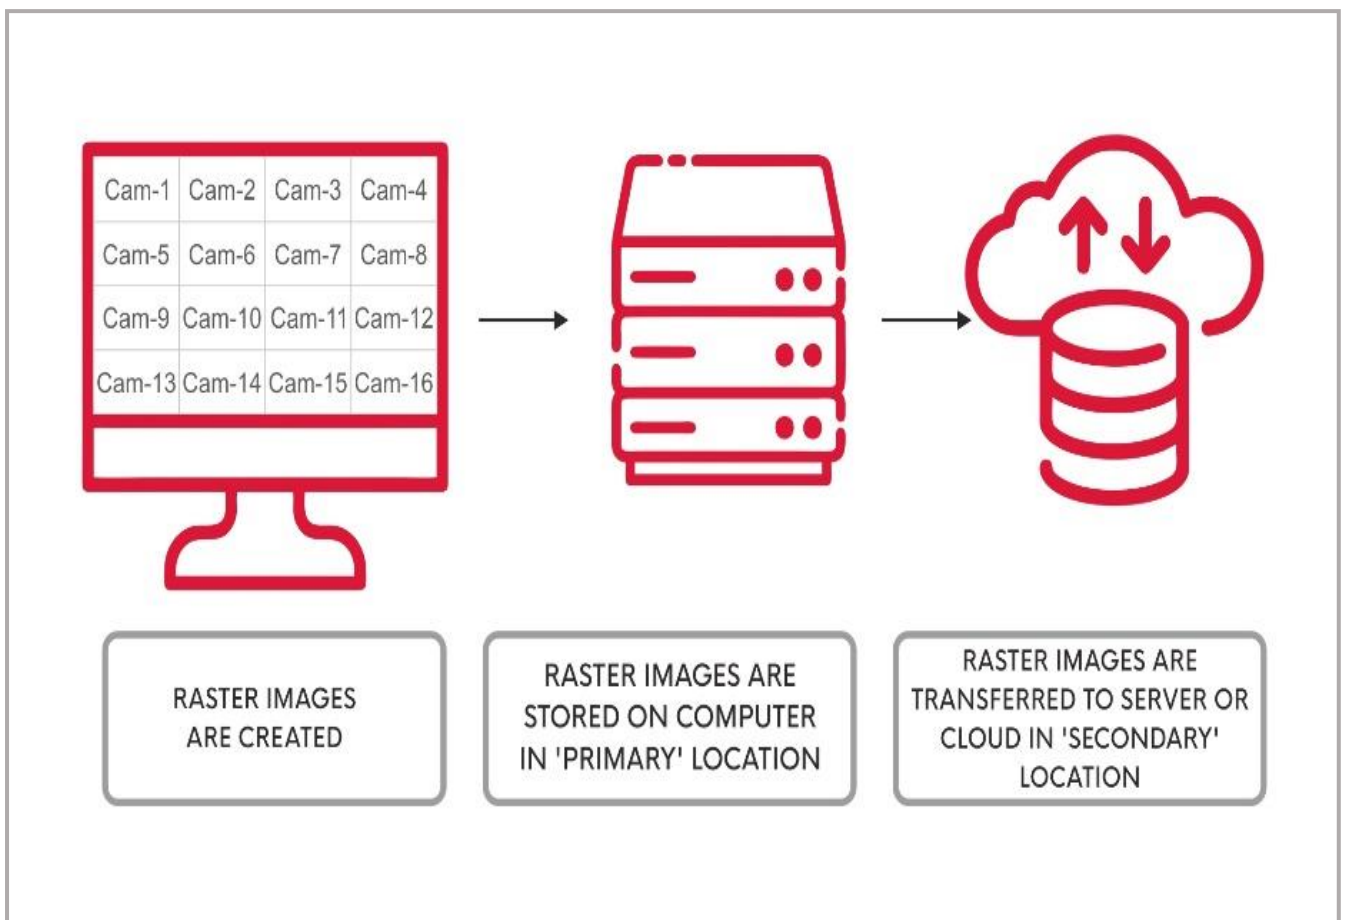 Cam-1 Cam-2 Cam-3 Cam-4
Cam-5 Cam-6 Cam-7 Cam-8
Cam-9 Cam-10 Cam-11 Cam-12
Cam-13 Cam-14 Cam-15 Cam-16
RASTER IMAGES
ARE CREATED
RASTER IMAGES ARE
STORED ON COMPUTER
IN 'PRIMARY' LOCATION
RASTER IMAGES ARE
TRANSFERRED TO SERVER OR
CLOUD IN 'SECONDARY'
LOCATION